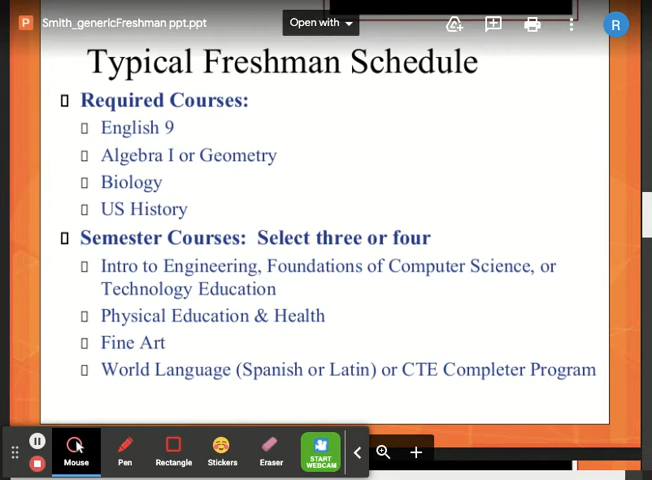 Smith_genericFreshman ppt.ppt
Open with
R
Typical Freshman Schedule
Required Courses:
English 9
Algebra I or Geometry
Biology
US History
Semester Courses: Select three or four
Intro to Engineering, Foundations of Computer Science, or
Technology Education
Physical Education & Health
Fine Art
World Language (Spanish or Latin) or CTE Completer Program
Mouse
Pen
Rectangle
Stickers
Eraser
START
WEBCAM